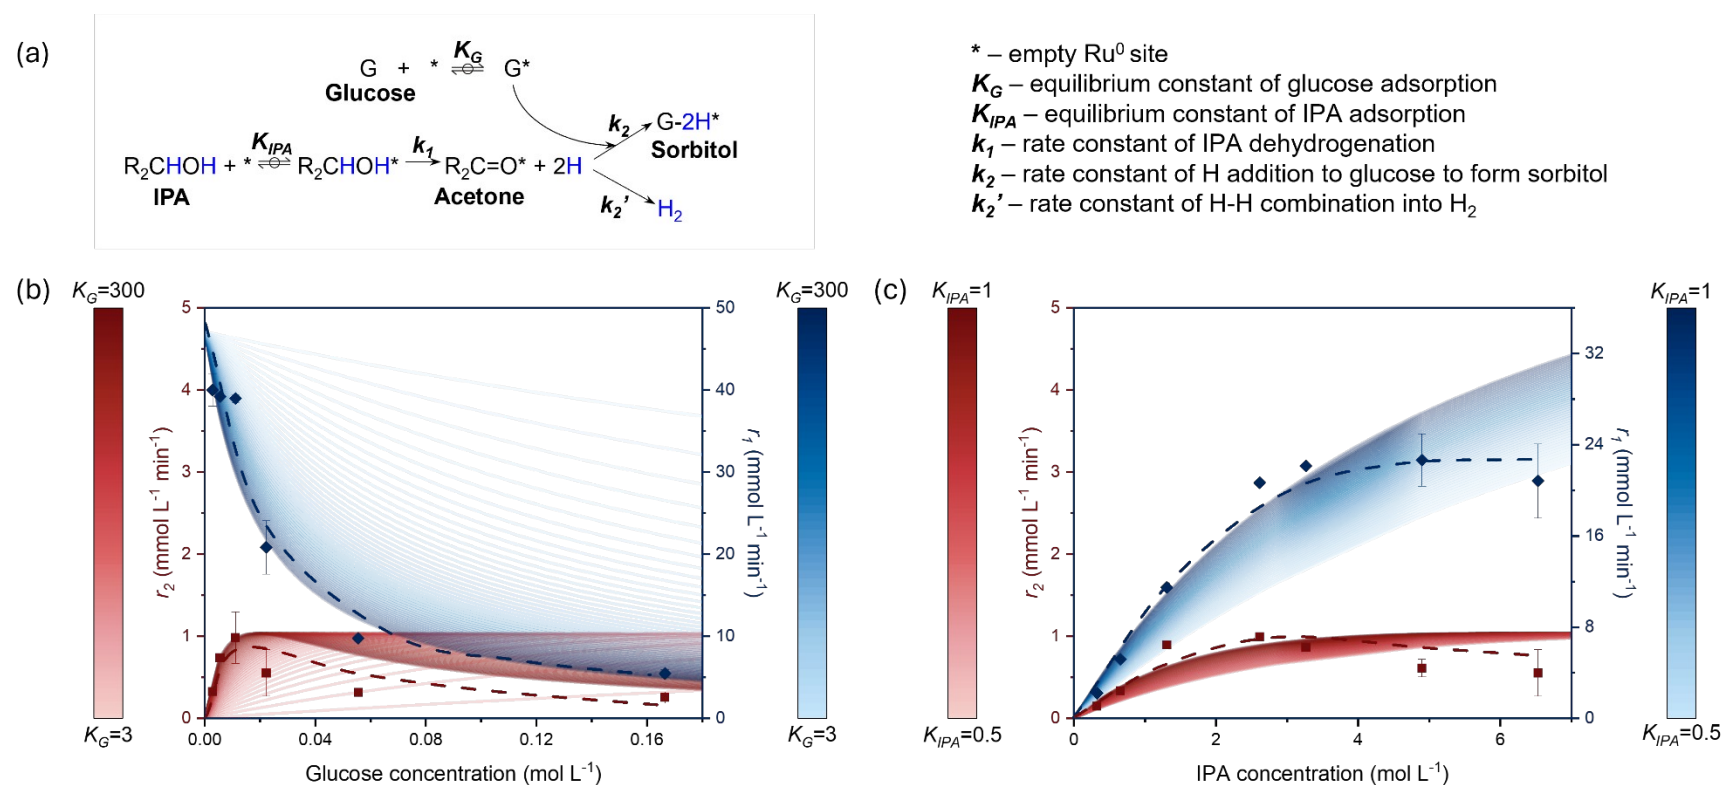 (a)
G + * ⇌ G*
K_G
Glucose
k₂
G-2H*
Sorbitol
K_IPA
k₁
R₂CHOH + * ⇌ R₂CHOH* → R₂C=O* + 2H
IPA
Acetone
k₂'
H₂
* – empty Ru⁰ site
K_G – equilibrium constant of glucose adsorption
K_IPA – equilibrium constant of IPA adsorption
k₁ – rate constant of IPA dehydrogenation
k₂ – rate constant of H addition to glucose to form sorbitol
k₂' – rate constant of H-H combination into H₂
(b)
K_G=300
K_G=3
r₂ (mmol L⁻¹ min⁻¹)
5
4
3
2
1
0
0.00
0.04
0.08
0.12
0.16
Glucose concentration (mol L⁻¹)
50
40
30
20
10
0
r₁ (mmol L⁻¹ min⁻¹)
K_G=300
K_G=3
(c)
K_IPA=1
K_IPA=0.5
r₂ (mmol L⁻¹ min⁻¹)
5
4
3
2
1
0
0
2
4
6
IPA concentration (mol L⁻¹)
32
24
16
8
0
r₁ (mmol L⁻¹ min⁻¹)
K_IPA=1
K_IPA=0.5